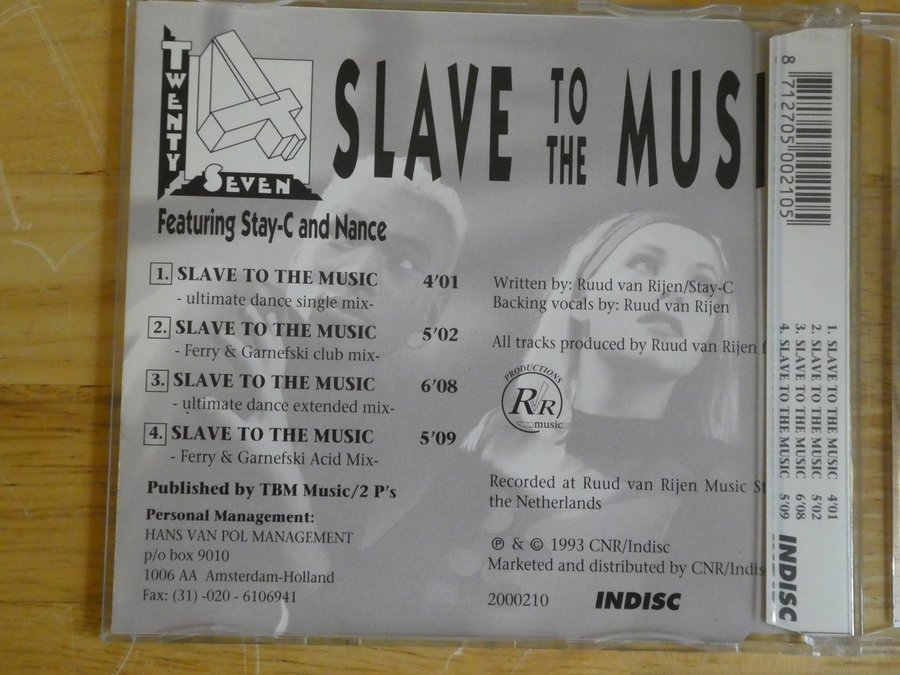 TWENTY
4
SEVEN
SLAVE TO THE MUSI
Featuring Stay-C and Nance
1. SLAVE TO THE MUSIC 4'01
- ultimate dance single mix-
2. SLAVE TO THE MUSIC 5'02
- Ferry & Garnefski club mix-
3. SLAVE TO THE MUSIC 6'08
- ultimate dance extended mix-
4. SLAVE TO THE MUSIC 5'09
- Ferry & Garnefski Acid Mix-
Published by TBM Music/2 P's
Personal Management:
HANS VAN POL MANAGEMENT
p/o box 9010
1006 AA Amsterdam-Holland
Fax: (31) -020 - 6106941
Written by: Ruud van Rijen/Stay-C
Backing vocals by: Ruud van Rijen
All tracks produced by Ruud van Rijen f
PRODUCTIONS
RVR
music
Recorded at Ruud van Rijen Music St
the Netherlands
℗ & © 1993 CNR/Indisc
Marketed and distributed by CNR/Indisc
2000210 INDISC
8 712705 002105
1. SLAVE TO THE MUSIC 4'01
2. SLAVE TO THE MUSIC 5'02
3. SLAVE TO THE MUSIC 6'08
4. SLAVE TO THE MUSIC 5'09
INDISC